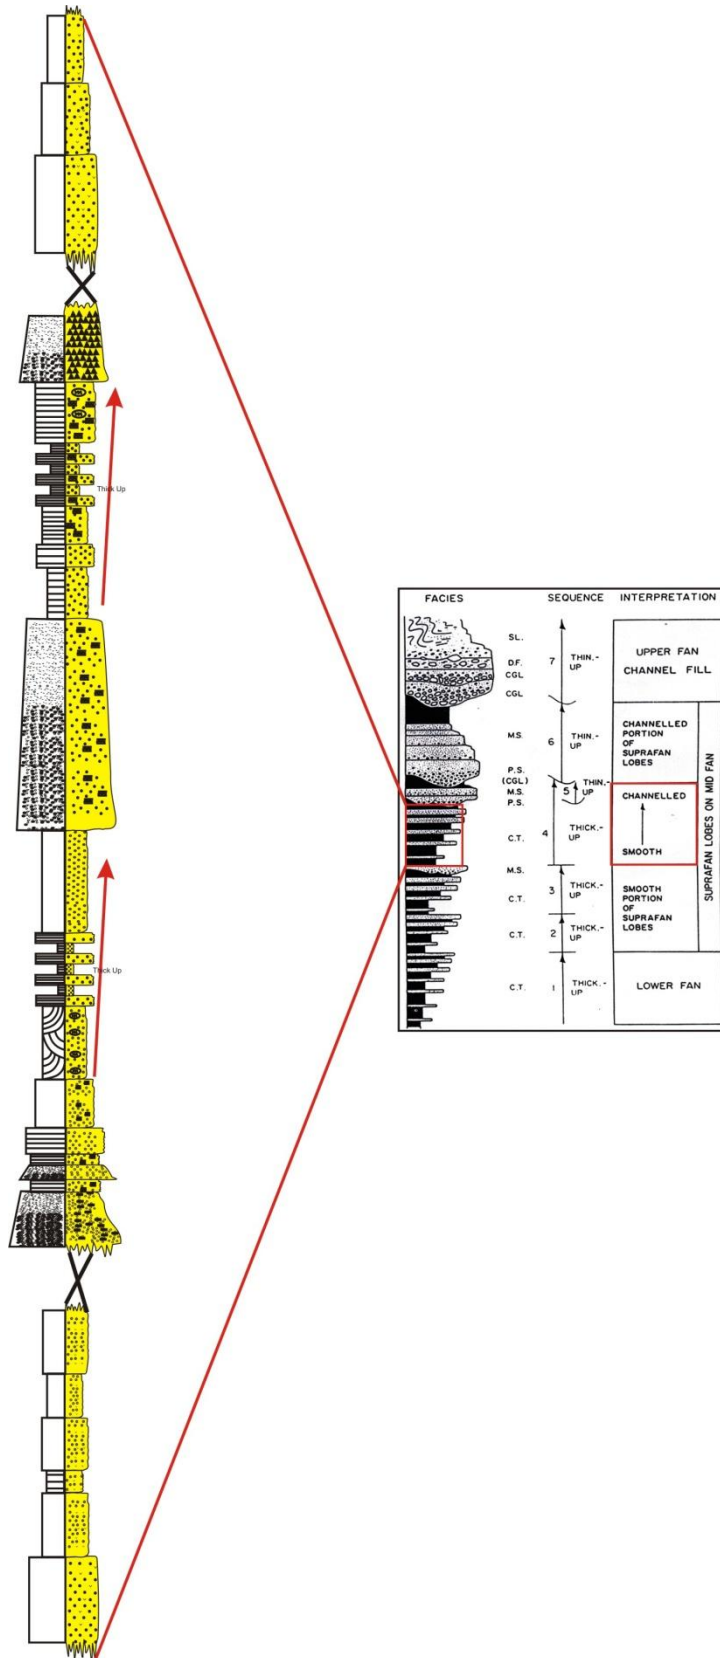 Thick Up
Thick Up
FACIES SEQUENCE INTERPRETATION
SL.
D.F.
CGL
CGL
7 THIN.-
UP
UPPER FAN
CHANNEL FILL
M.S.
P.S.
(CGL)
6 THIN.-
UP
CHANNELLED
PORTION
OF
SUPRAFAN
LOBES
M.S.
P.S.
5 THIN.-
UP
C.T.
4 THICK.-
UP
CHANNELLED
SMOOTH
M.S.
C.T.
3 THICK.-
UP
C.T.
2 THICK.-
UP
SMOOTH
PORTION
OF
SUPRAFAN
LOBES
SUPRAFAN LOBES ON MID FAN
C.T.
1 THICK.-
UP
LOWER FAN